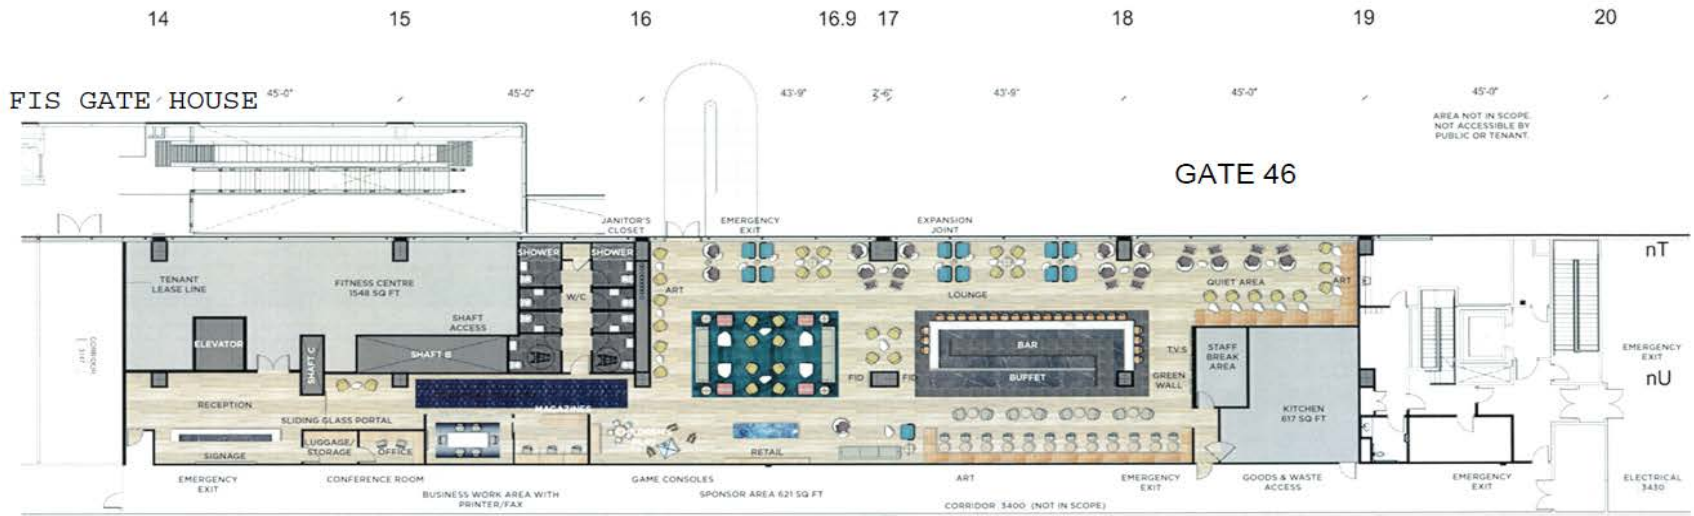 14 15 16 16.9 17 18 19 20
FIS GATE HOUSE
45'-0" 45'-0" 43'-9" 2'-6" 43'-9" 45'-0" 45'-0"
AREA NOT IN SCOPE.
NOT ACCESSIBLE BY
PUBLIC OR TENANT.
GATE 46
JANITOR'S
CLOSET
EMERGENCY
EXIT
EXPANSION
JOINT
nT
TENANT
LEASE LINE
FITNESS CENTRE
1548 SQ FT
SHOWER
SHOWER
W/C
SHAFT
ACCESS
ELEVATOR
SHAFT C
SHAFT B
ART
LOUNGE
QUIET AREA
ART
BAR
BUFFET
T.V.S
STAFF
BREAK
AREA
GREEN
WALL
FID
FID
EMERGENCY
EXIT
nU
CORRIDOR
RECEPTION
SLIDING GLASS PORTAL
MAGAZINES
KITCHEN
617 SQ FT
SIGNAGE
LUGGAGE/
STORAGE
OFFICE
RETAIL
EMERGENCY
EXIT
CONFERENCE ROOM
BUSINESS WORK AREA WITH
PRINTER/FAX
GAME CONSOLES
SPONSOR AREA 621 SQ FT
ART
CORRIDOR 3400 (NOT IN SCOPE)
EMERGENCY
EXIT
GOODS & WASTE
ACCESS
EMERGENCY
EXIT
ELECTRICAL
3430